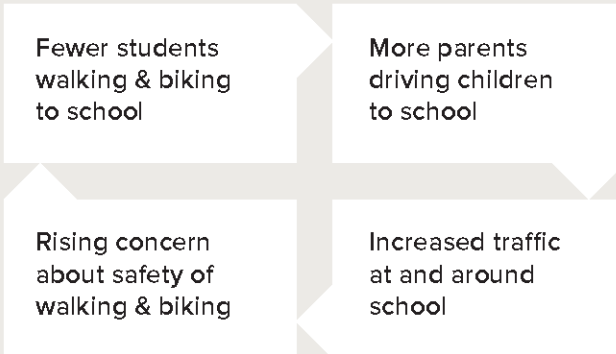 Fewer students
walking & biking
to school
More parents
driving children
to school
Rising concern
about safety of
walking & biking
Increased traffic
at and around
school